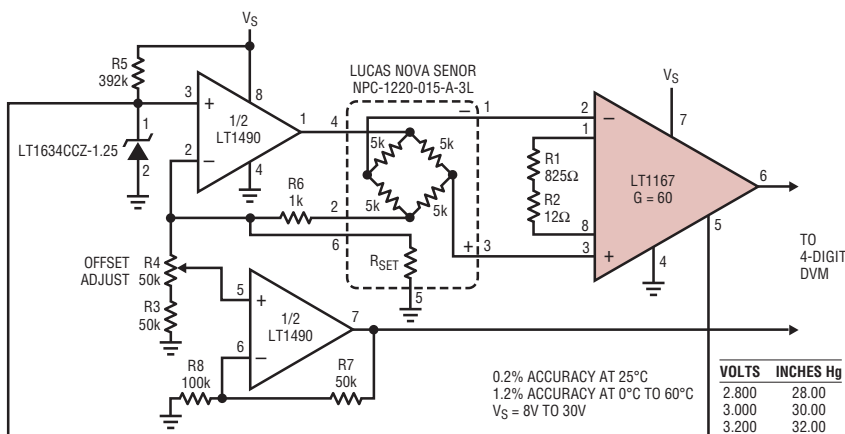 VS
R5
392k
3
+
8
1
1/2
LT1490
1
LT1634CCZ-1.25
2
2
–
4
LUCAS NOVA SENOR
NPC-1220-015-A-3L
4
–
1
5k
5k
5k
5k
R6
1k
2
6
RSET
5
+
3
VS
2
–
7
1
R1
825Ω
LT1167
G = 60
6
R2
12Ω
8
3
+
4
5
TO
4-DIGIT
DVM
OFFSET
ADJUST
R4
50k
R3
50k
5
+
1/2
LT1490
7
6
–
R8
100k
R7
50k
0.2% ACCURACY AT 25°C
1.2% ACCURACY AT 0°C TO 60°C
VS = 8V TO 30V
VOLTS INCHES Hg
2.800 28.00
3.000 30.00
3.200 32.00